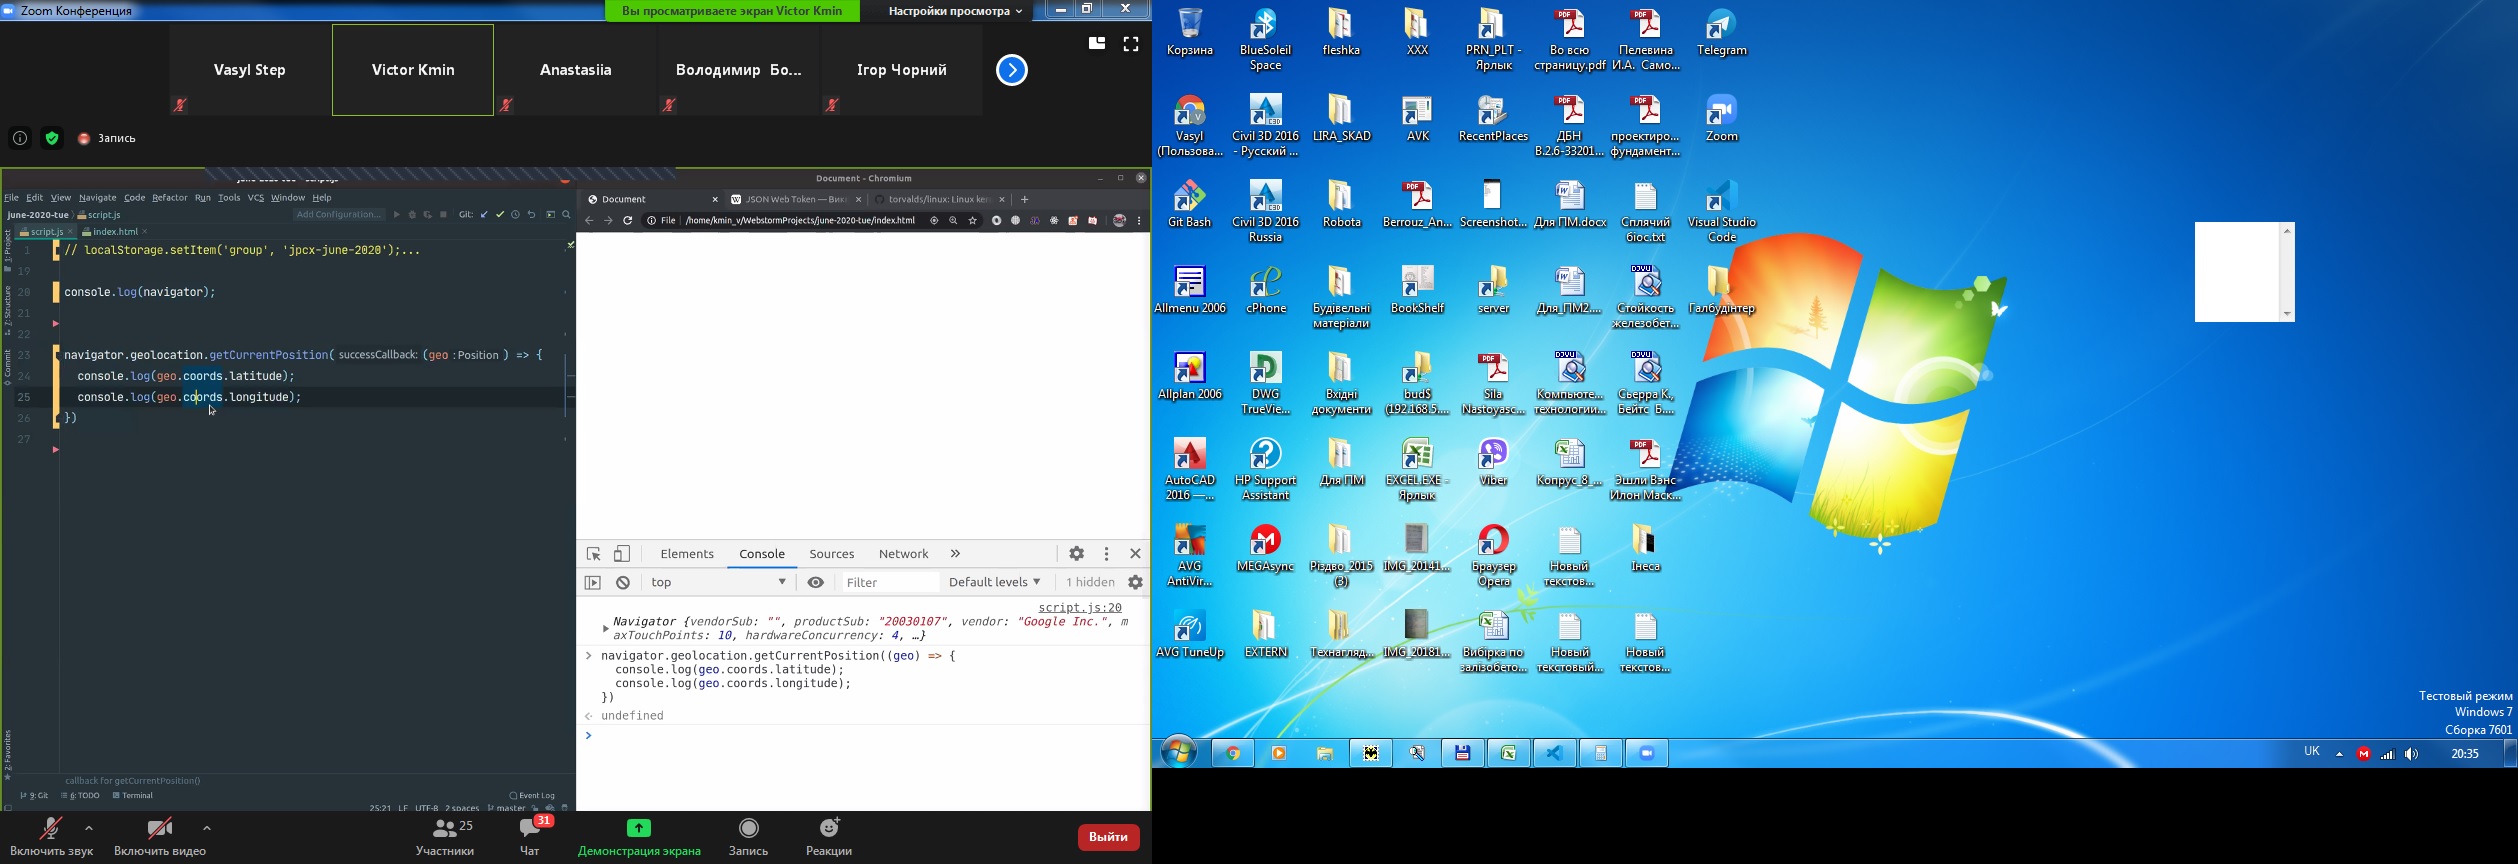 Zoom Конференция
Вы просматриваете экран Victor Kmin
Настройки просмотра
Vasyl Step
Victor Kmin
Anastasiia
Володимир Бо...
Ігор Чорний
Запись
File Edit View Navigate Code Refactor Run Tools VCS Window Help
june-2020-tue script.js
Add Configuration...
Git:
script.js
index.html
1: Project
Z: Structure
Commit
2: Favorites
1 // localStorage.setItem('group', 'jpcx-june-2020');...
19
20 console.log(navigator);
21
22
23 navigator.geolocation.getCurrentPosition( successCallback: (geo : Position ) => {
24 console.log(geo.coords.latitude);
25 console.log(geo.coords.longitude);
26 })
27
callback for getCurrentPosition()
9: Git
6: TODO
Terminal
Event Log
25:21 LF UTF-8 2 spaces master
Document - Chromium
Document
JSON Web Token — Вик
torvalds/linux: Linux ker
File | /home/kmin_v/WebstormProjects/june-2020-tue/index.html
Elements Console Sources Network »
top
Filter
Default levels
1 hidden
script.js:20
Navigator {vendorSub: "", productSub: "20030107", vendor: "Google Inc.", m
axTouchPoints: 10, hardwareConcurrency: 4, …}
navigator.geolocation.getCurrentPosition((geo) => {
console.log(geo.coords.latitude);
console.log(geo.coords.longitude);
})
undefined
Включить звук
Включить видео
25
Участники
31
Чат
Демонстрация экрана
Запись
Реакции
Выйти
Корзина
BlueSoleil Space
fleshka
XXX
PRN_PLT - Ярлык
Во всю страницу.pdf
Пелевина И.А. Само...
Telegram
Vasyl (Пользова...
Civil 3D 2016 - Русский ...
LIRA_SKAD
AVK
RecentPlaces
ДБН В.2.6-33201...
проектиро... фундамент...
Zoom
Git Bash
Civil 3D 2016 Russia
Robota
Berrouz_An...
Screenshot...
Для ПМ.docx
Сплячий біос.txt
Visual Studio Code
Allmenu 2006
cPhone
Будівельні матеріали
BookShelf
server
Для_ПМ2....
Стойкость железобет...
Галбудінтер
Allplan 2006
DWG TrueVie...
Вхідні документи
bud$ (192.168.5....
Sila Nastoyasc...
Компьюте... технологии...
Сьерра К., Бейтс Б....
AutoCAD 2016 —...
HP Support Assistant
Для ПМ
EXCEL.EXE - Ярлык
Viber
Копрус_8_...
Эшли Вэнс Илон Маск...
AVG AntiVir...
MEGAsync
Різдво_2015 (3)
IMG_20141...
Браузер Opera
Новый текстов...
Інеса
AVG TuneUp
EXTERN
Технагляд...
IMG_20181...
Вибірка по залізобето...
Новый текстовый...
Новый текстов...
Тестовый режим
Windows 7
Сборка 7601
UK
20:35